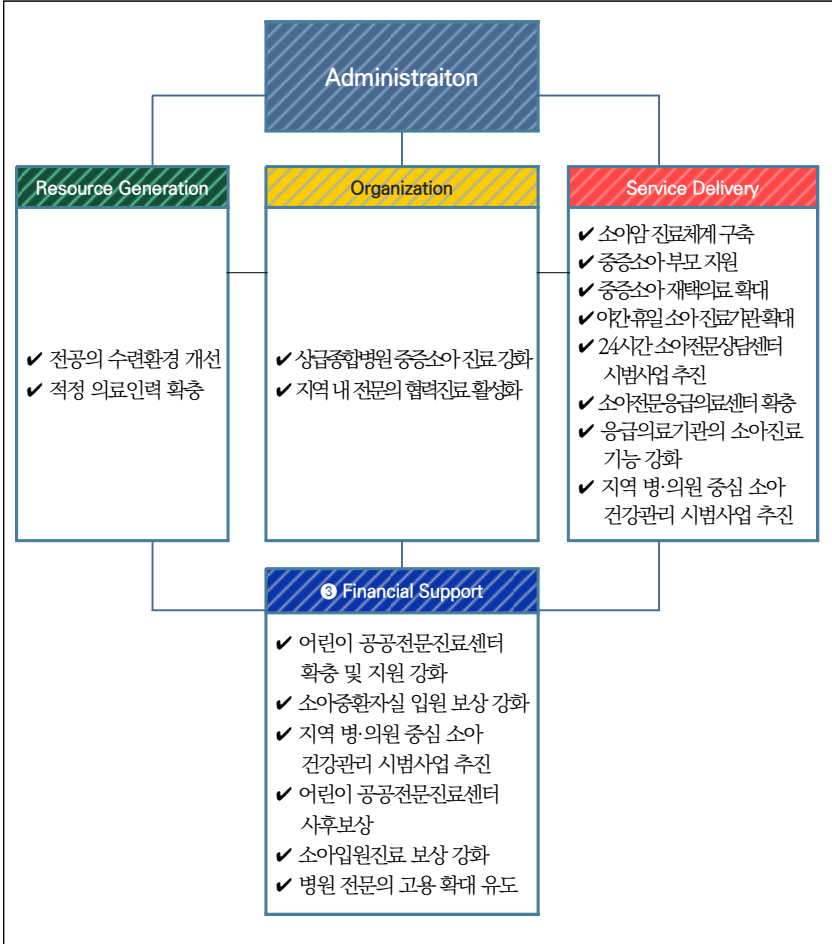 Administraiton
Resource Generation
✔ 전공의 수련환경 개선
✔ 적정 의료인력 확충
Organization
✔ 상급종합병원 중증소아 진료 강화
✔ 지역 내 전문의 협력진료 활성화
Service Delivery
✔ 소아암 진료체계 구축
✔ 중증소아 부모 지원
✔ 중증소아 재택의료 확대
✔ 야간·휴일 소아 진료기관 확대
✔ 24시간 소아전문상담센터
시범사업 추진
✔ 소아전문응급의료센터 확충
✔ 응급의료기관의 소아진료
기능 강화
✔ 지역 병·의원 중심 소아
건강관리 시범사업 추진
❸ Financial Support
✔ 어린이 공공전문진료센터
확충 및 지원 강화
✔ 소아중환자실 입원 보상 강화
✔ 지역 병·의원 중심 소아
건강관리 시범사업 추진
✔ 어린이 공공전문진료센터
사후보상
✔ 소아입원진료 보상 강화
✔ 병원 전문의 고용 확대 유도